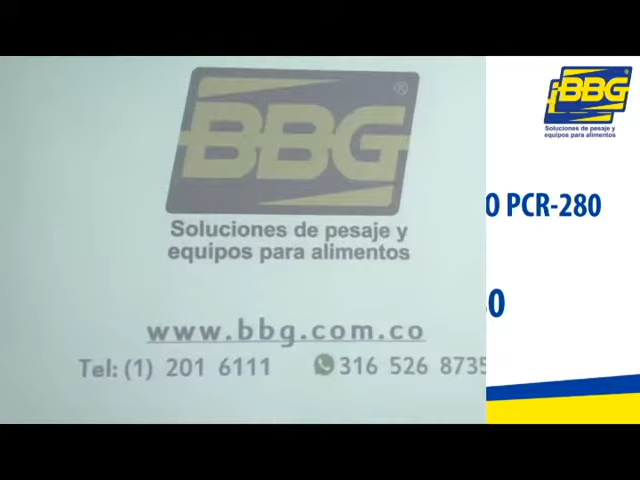 BBG®
Soluciones de pesaje y
equipos para alimentos
www.bbg.com.co
Tel: (1) 201 6111 316 526 8735
BBG®
Soluciones de pesaje y
equipos para alimentos
O PCR-280
0